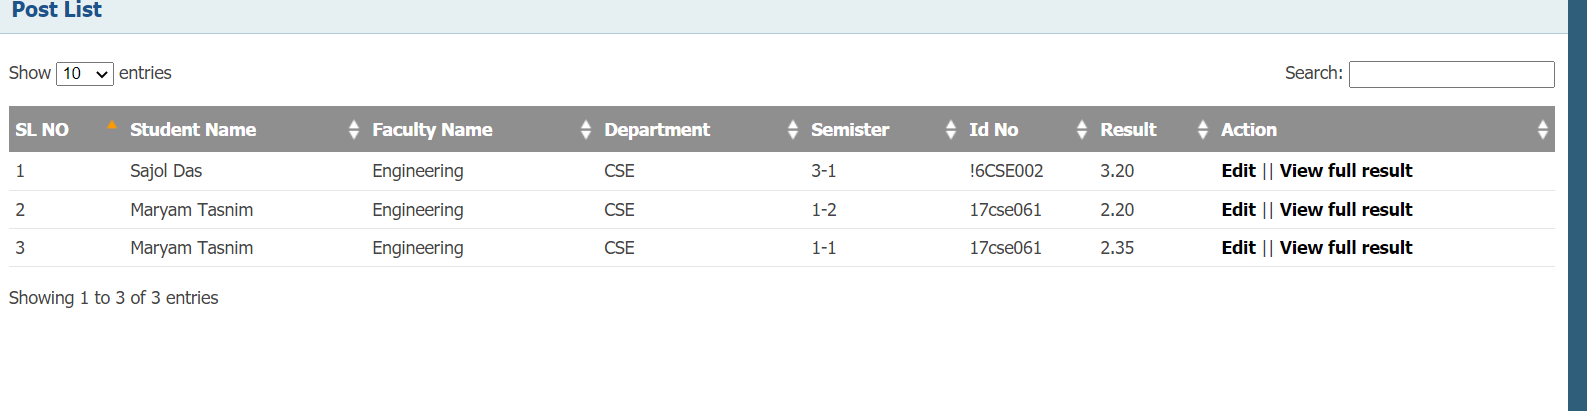 Post List
Show 10 entries Search:
SL NO Student Name Faculty Name Department Semister Id No Result Action
1 Sajol Das Engineering CSE 3-1 !6CSE002 3.20 Edit || View full result
2 Maryam Tasnim Engineering CSE 1-2 17cse061 2.20 Edit || View full result
3 Maryam Tasnim Engineering CSE 1-1 17cse061 2.35 Edit || View full result
Showing 1 to 3 of 3 entries